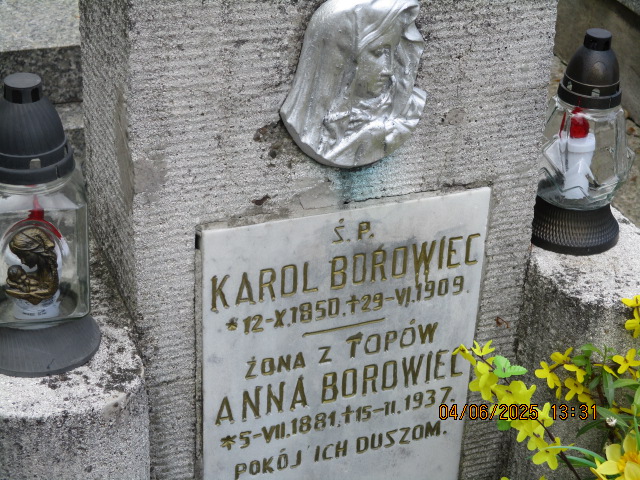 Ś. P.
KAROL BOROWIEC
*12-X.1850.†29-VI.1909.
ŻONA Z TOPÓW
ANNA BOROWIEC
*5-VII.1881.†15-II.1937.
POKÓJ ICH DUSZOM.
04/06/2025 13:31